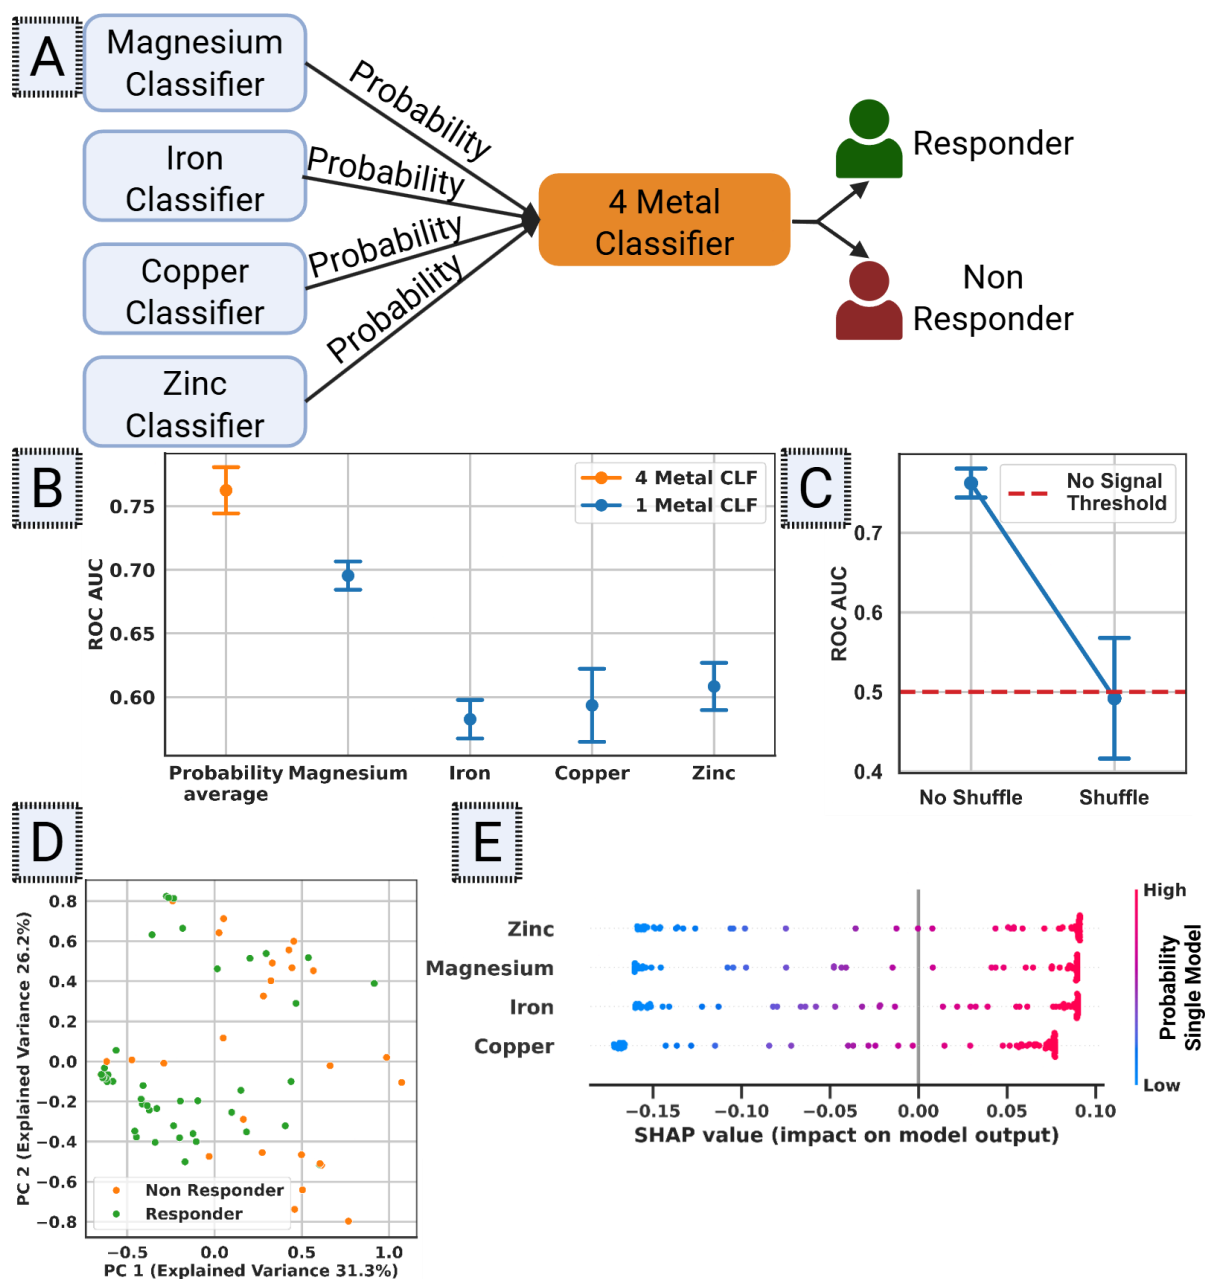 A
Magnesium
Classifier
Probability
Iron
Classifier
Probability
Copper
Classifier
Probability
Zinc
Classifier
Probability
4 Metal
Classifier
Responder
Non
Responder
B
4 Metal CLF
1 Metal CLF
ROC AUC
0.75
0.70
0.65
0.60
Probability
average
Magnesium
Iron
Copper
Zinc
C
No Signal
Threshold
ROC AUC
0.7
0.6
0.5
0.4
No Shuffle
Shuffle
D
PC 2 (Explained Variance 26.2%)
0.8
0.6
0.4
0.2
0.0
−0.2
−0.4
−0.6
−0.8
Non Responder
Responder
−0.5
0.0
0.5
1.0
PC 1 (Explained Variance 31.3%)
E
Zinc
Magnesium
Iron
Copper
−0.15
−0.10
−0.05
0.00
0.05
0.10
SHAP value (impact on model output)
High
Low
Probability
Single Model